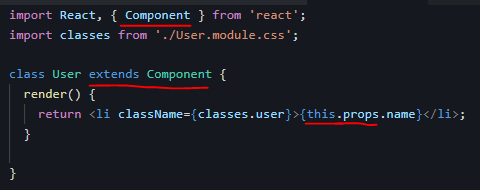 import React, { Component } from 'react';
import classes from './User.module.css';
class User extends Component {
render() {
return <li className={classes.user}>{this.props.name}</li>;
}
}